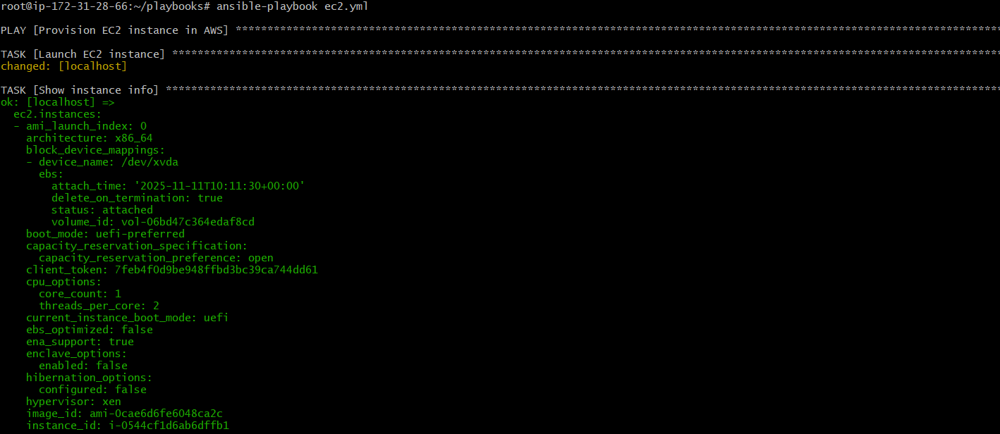 root@ip-172-31-28-66:~/playbooks# ansible-playbook ec2.yml
PLAY [Provision EC2 instance in AWS] ************************************************************************************************************************
TASK [Launch EC2 instance] **********************************************************************************************************************************
changed: [localhost]
TASK [Show instance info] ***********************************************************************************************************************************
ok: [localhost] =>
  ec2.instances:
  - ami_launch_index: 0
    architecture: x86_64
    block_device_mappings:
    - device_name: /dev/xvda
      ebs:
        attach_time: '2025-11-11T10:11:30+00:00'
        delete_on_termination: true
        status: attached
        volume_id: vol-06bd47c364edaf8cd
    boot_mode: uefi-preferred
    capacity_reservation_specification:
      capacity_reservation_preference: open
    client_token: 7feb4f0d9be948ffbd3bc39ca744dd61
    cpu_options:
      core_count: 1
      threads_per_core: 2
    current_instance_boot_mode: uefi
    ebs_optimized: false
    ena_support: true
    enclave_options:
      enabled: false
    hibernation_options:
      configured: false
    hypervisor: xen
    image_id: ami-0cae6d6fe6048ca2c
    instance_id: i-0544cf1d6ab6dffb1